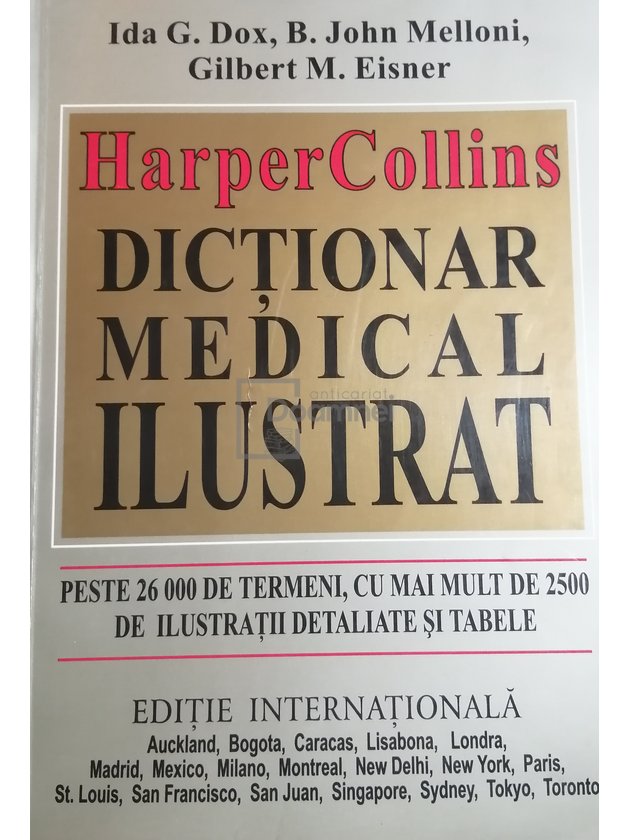 Ida G. Dox, B. John Melloni,
Gilbert M. Eisner
HarperCollins
DICȚIONAR
MEDICAL
anticariat
Doamnei
ILUSTRAT
PESTE 26 000 DE TERMENI, CU MAI MULT DE 2500
DE ILUSTRAȚII DETALIATE ȘI TABELE
EDIȚIE INTERNAȚIONALĂ
Auckland, Bogota, Caracas, Lisabona, Londra,
Madrid, Mexico, Milano, Montreal, New Delhi, New York, Paris,
St. Louis, San Francisco, San Juan, Singapore, Sydney, Tokyo, Toronto